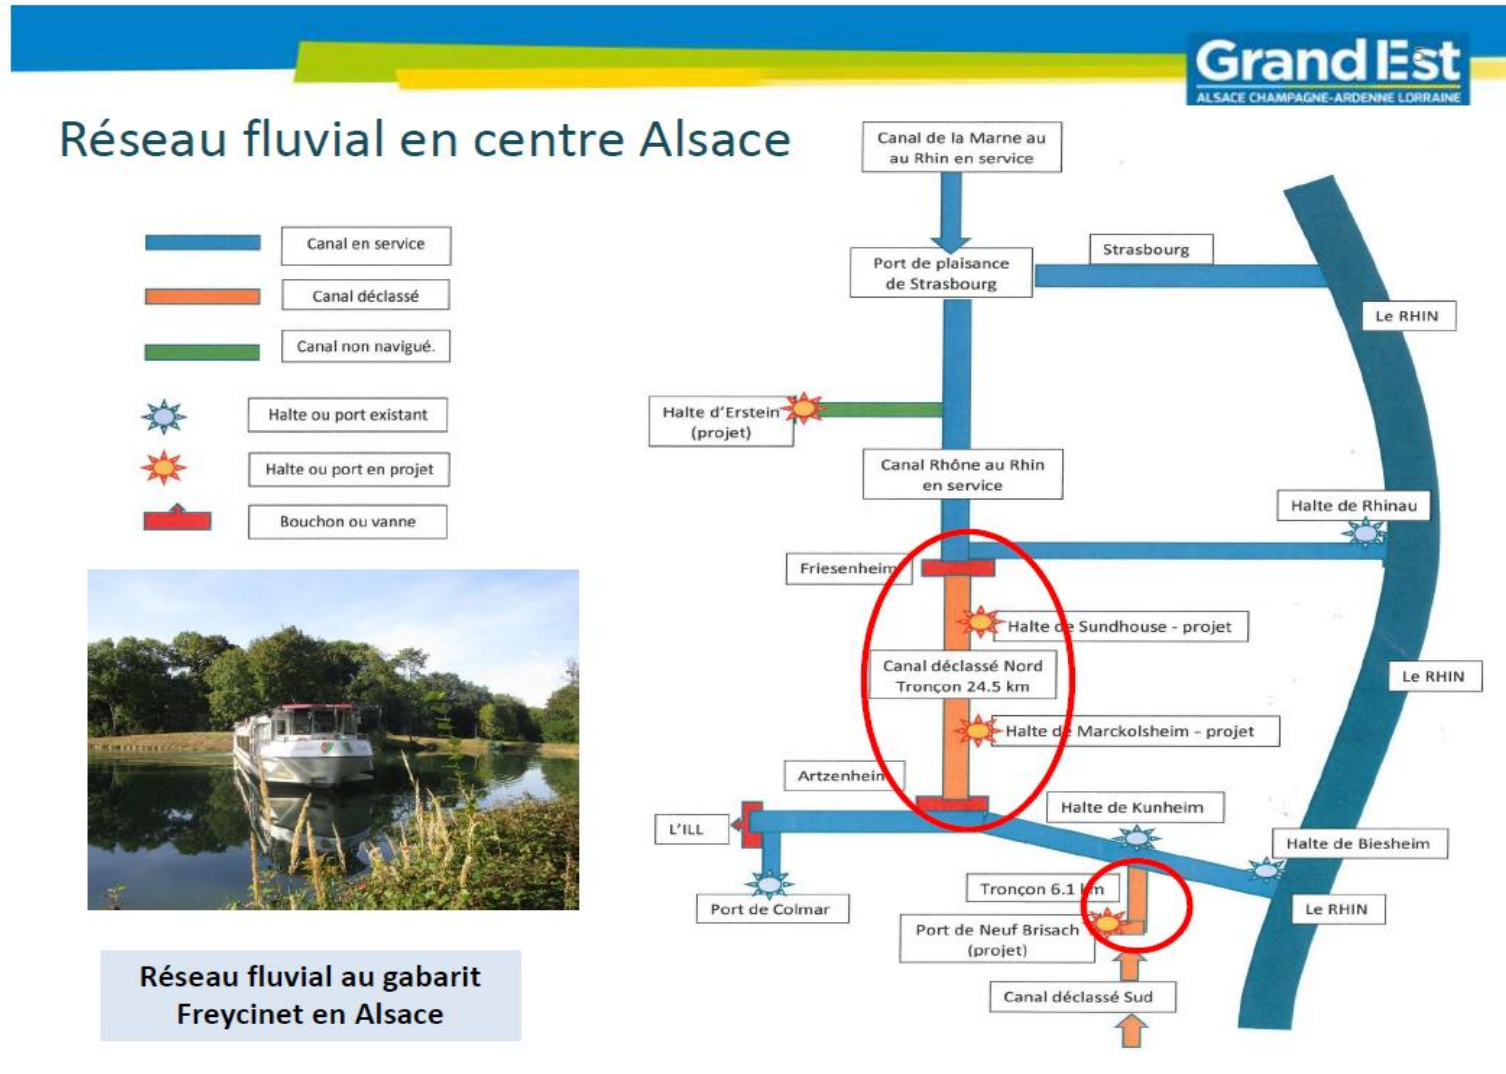 Grand Est
5
ALSACE CHAMPAGNE-ARDENNE LORRAINE
Réseau fluvial en centre Alsace
Canal en service
Canal déclassé
Canal non navigué.
Halte ou port existant
Halte ou port en projet
Bouchon ou vanne
Réseau fluvial au gabarit
Freycinet en Alsace
Canal de la Marne au
au Rhin en service
Port de plaisance
de Strasbourg
Strasbourg
Le RHIN
Halte d'Erstein
(projet)
Canal Rhône au Rhin
en service
Halte de Rhinau
Friesenheim
Halte de Sundhouse - projet
Canal déclassé Nord
Tronçon 24.5 km
Le RHIN
Halte de Marckolsheim - projet
Artzenheim
Halte de Kunheim
L'ILL
Halte de Biesheim
Tronçon 6.1 km
Port de Colmar
Le RHIN
Port de Neuf Brisach
(projet)
Canal déclassé Sud